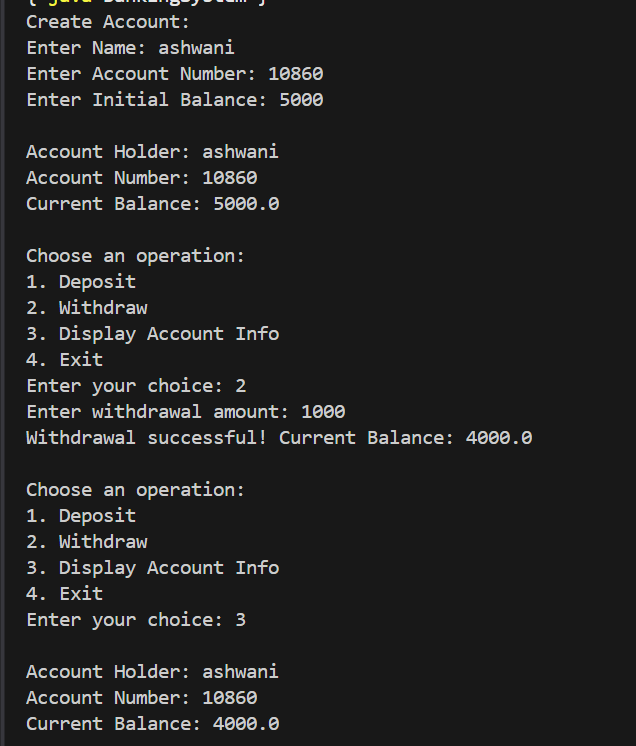 { java BankingSystem }
Create Account:
Enter Name: ashwani
Enter Account Number: 10860
Enter Initial Balance: 5000
Account Holder: ashwani
Account Number: 10860
Current Balance: 5000.0
Choose an operation:
1. Deposit
2. Withdraw
3. Display Account Info
4. Exit
Enter your choice: 2
Enter withdrawal amount: 1000
Withdrawal successful! Current Balance: 4000.0
Choose an operation:
1. Deposit
2. Withdraw
3. Display Account Info
4. Exit
Enter your choice: 3
Account Holder: ashwani
Account Number: 10860
Current Balance: 4000.0